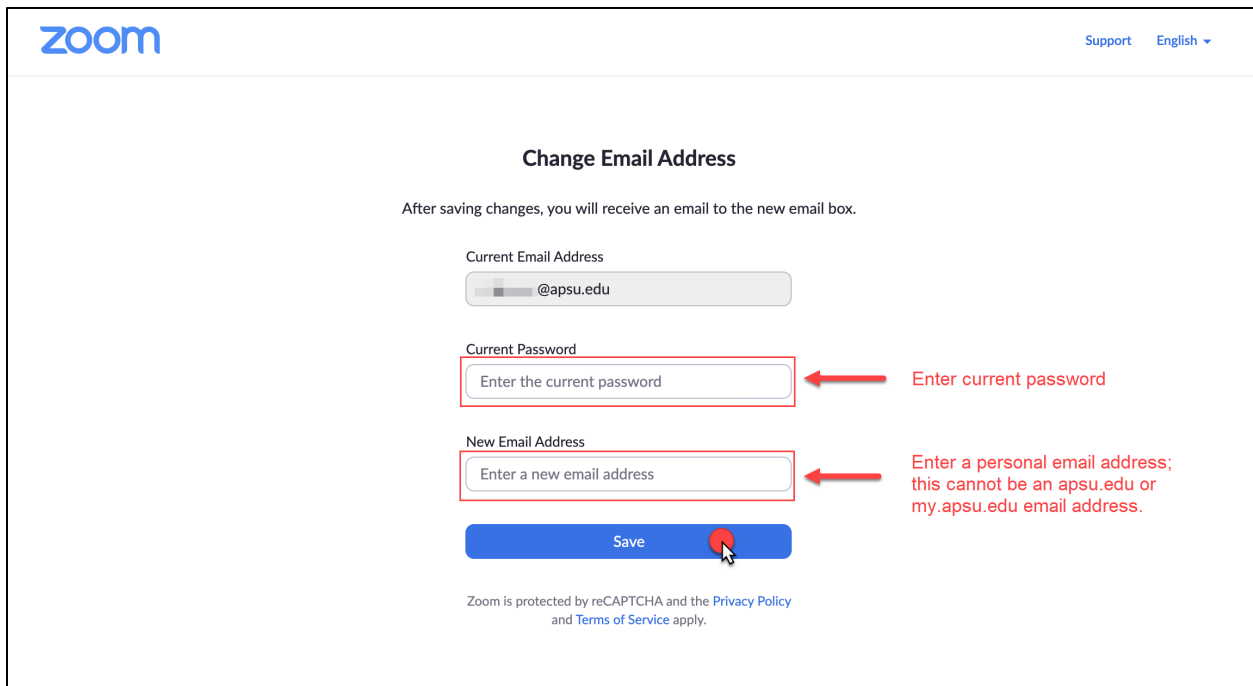 zoom
Support English
Change Email Address
After saving changes, you will receive an email to the new email box.
Current Email Address
@apsu.edu
Current Password
Enter the current password
Enter current password
New Email Address
Enter a new email address
Enter a personal email address;
this cannot be an apsu.edu or
my.apsu.edu email address.
Save
Zoom is protected by reCAPTCHA and the Privacy Policy
and Terms of Service apply.